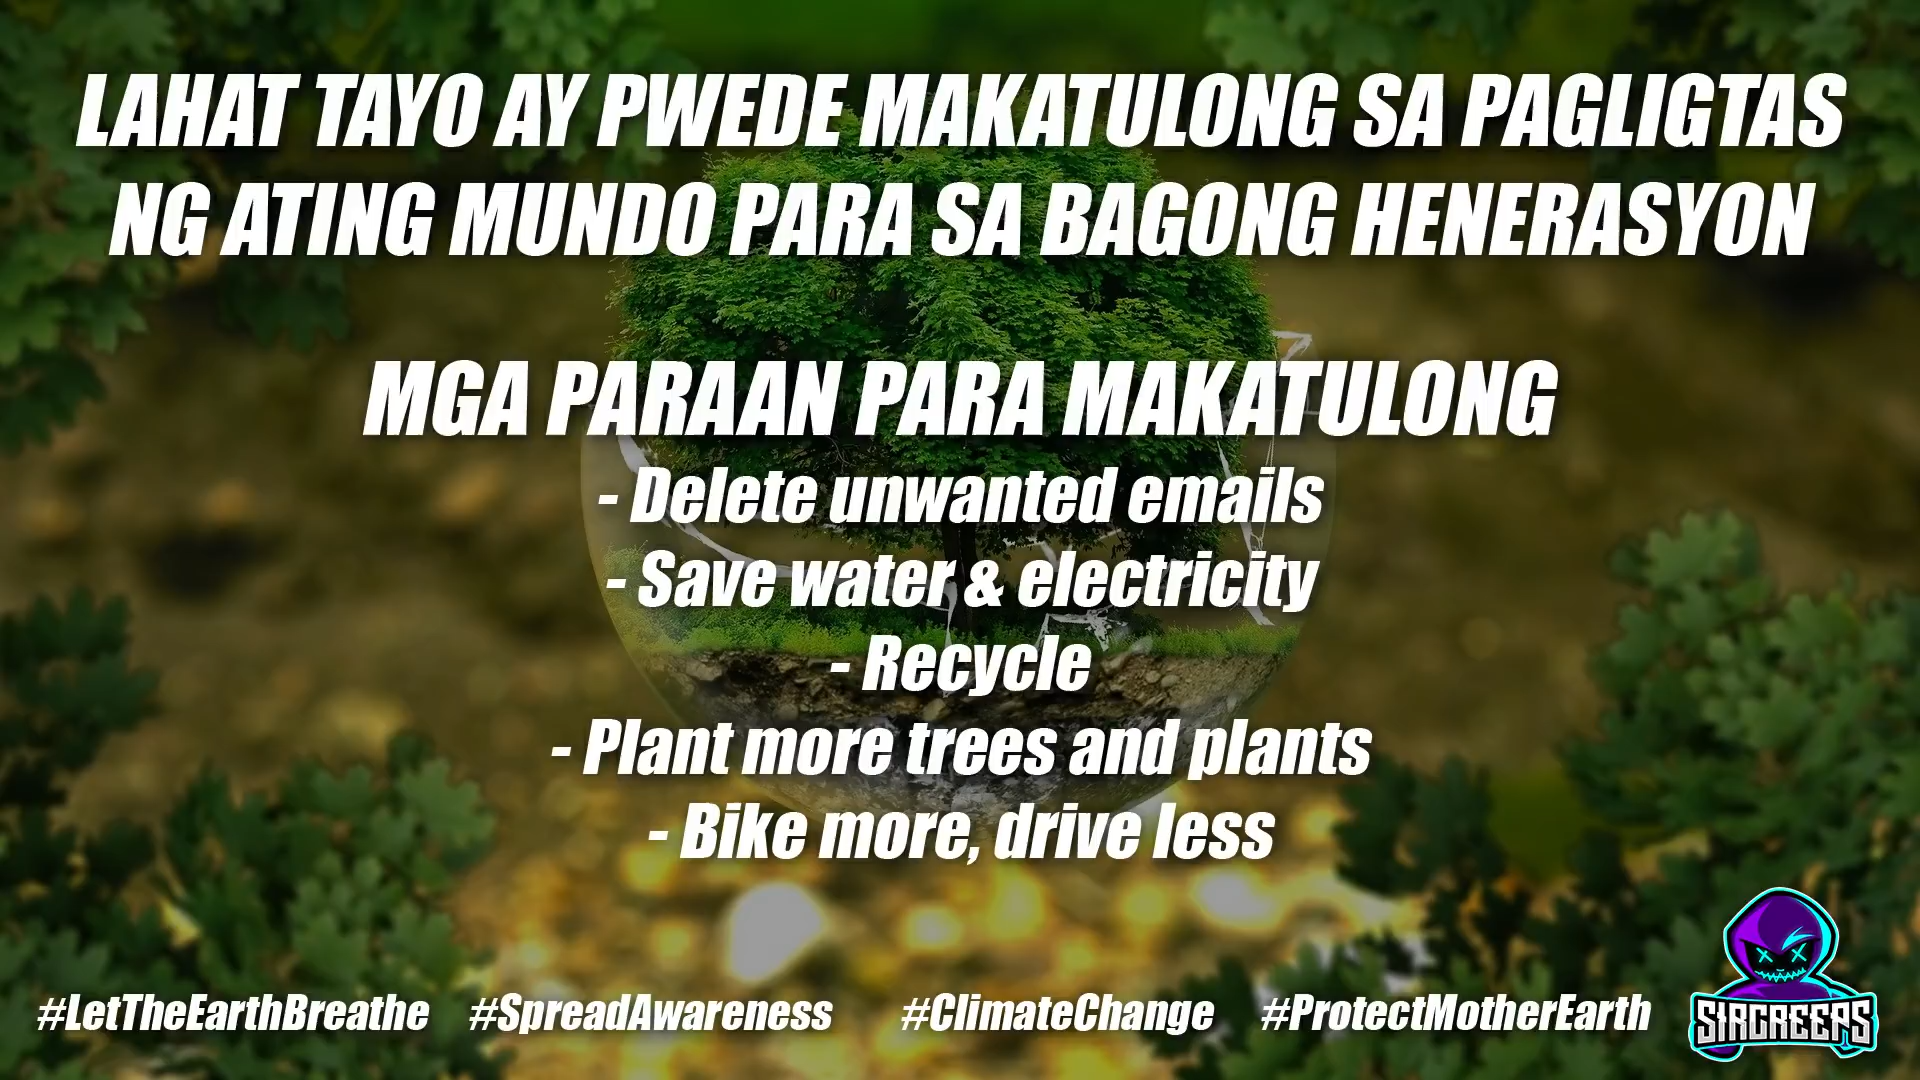 LAHAT TAYO AY PWEDE MAKATULONG SA PAGLIGTAS
NG ATING MUNDO PARA SA BAGONG HENERASYON
MGA PARAAN PARA MAKATULONG
- Delete unwanted emails
- Save water & electricity
- Recycle
- Plant more trees and plants
- Bike more, drive less
#LetTheEarthBreathe #SpreadAwareness #ClimateChange #ProtectMotherEarth
SIRCREEPS